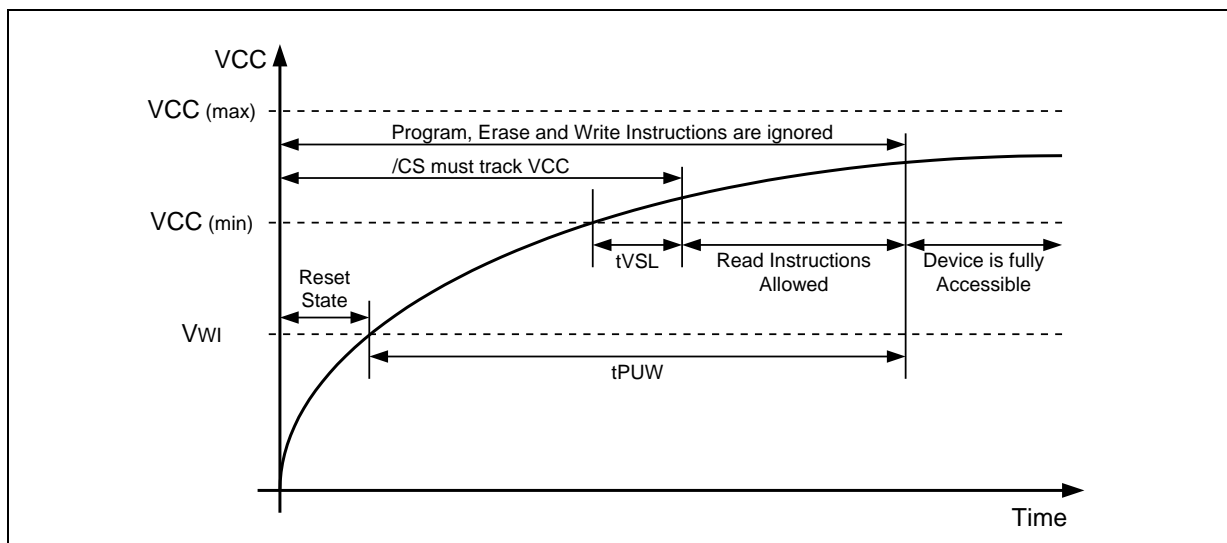 VCC
VCC (max)
Program, Erase and Write Instructions are ignored
/CS must track VCC
VCC (min)
tVSL
Read Instructions
Allowed
Device is fully
Accessible
Reset
State
VWI
tPUW
Time